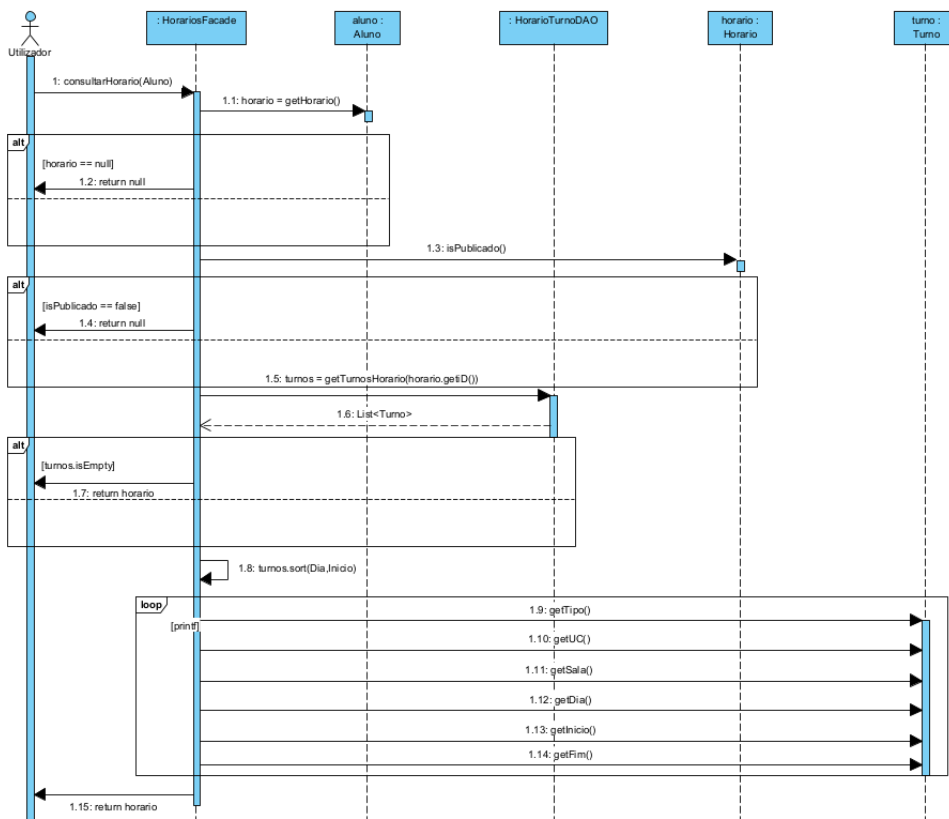 : HorariosFacade
aluno :
Aluno
: HorarioTurnoDAO
horario :
Horario
turno :
Turno
Utilizador
1: consultarHorario(Aluno)
1.1: horario = getHorario()
alt
[horario == null]
1.2: return null
1.3: isPublicado()
alt
[isPublicado == false]
1.4: return null
1.5: turnos = getTurnosHorario(horario.getiD())
1.6: List<Turno>
alt
[turnos.isEmpty]
1.7: return horario
1.8: turnos.sort(Dia,Inicio)
loop
1.9: getTipo()
[printf]
1.10: getUC()
1.11: getSala()
1.12: getDia()
1.13: getInicio()
1.14: getFim()
1.15: return horario